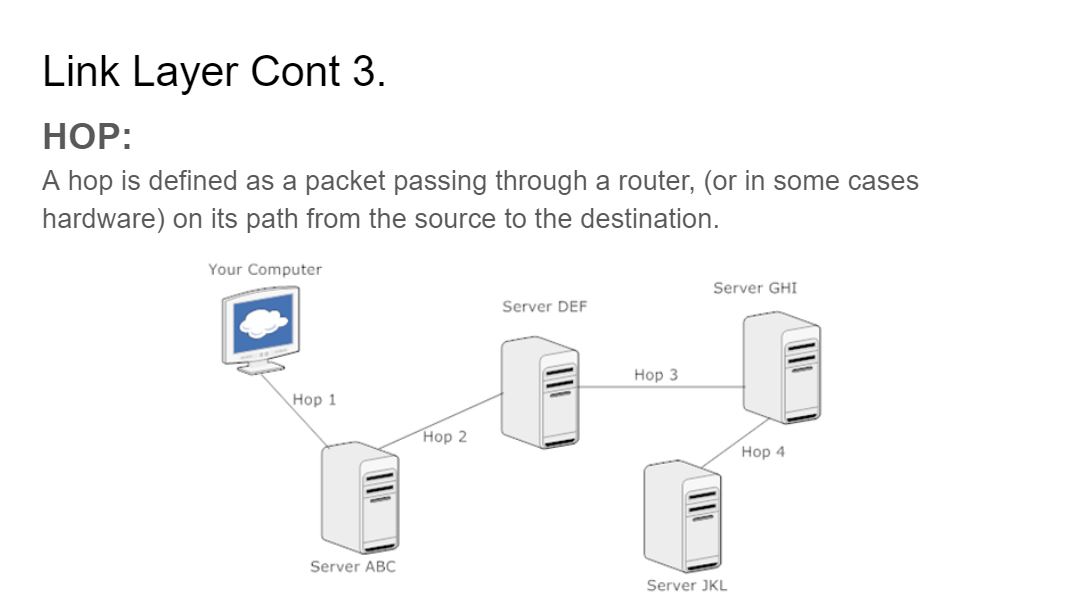 Link Layer Cont 3.
HOP:
A hop is defined as a packet passing through a router, (or in some cases
hardware) on its path from the source to the destination.
Your Computer
Server GHI
Server DEF
Hop 3
Hop 1
Hop 2
Hop 4
Server ABC
Server JKL